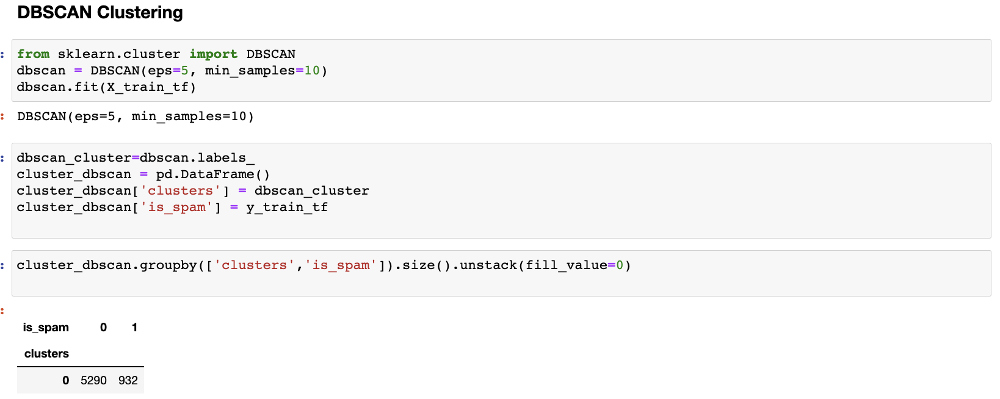 DBSCAN Clustering
: from sklearn.cluster import DBSCAN
dbscan = DBSCAN(eps=5, min_samples=10)
dbscan.fit(X_train_tf)
: DBSCAN(eps=5, min_samples=10)
: dbscan_cluster=dbscan.labels_
cluster_dbscan = pd.DataFrame()
cluster_dbscan['clusters'] = dbscan_cluster
cluster_dbscan['is_spam'] = y_train_tf
: cluster_dbscan.groupby(['clusters','is_spam']).size().unstack(fill_value=0)
:
is_spam 0 1
clusters
0 5290 932